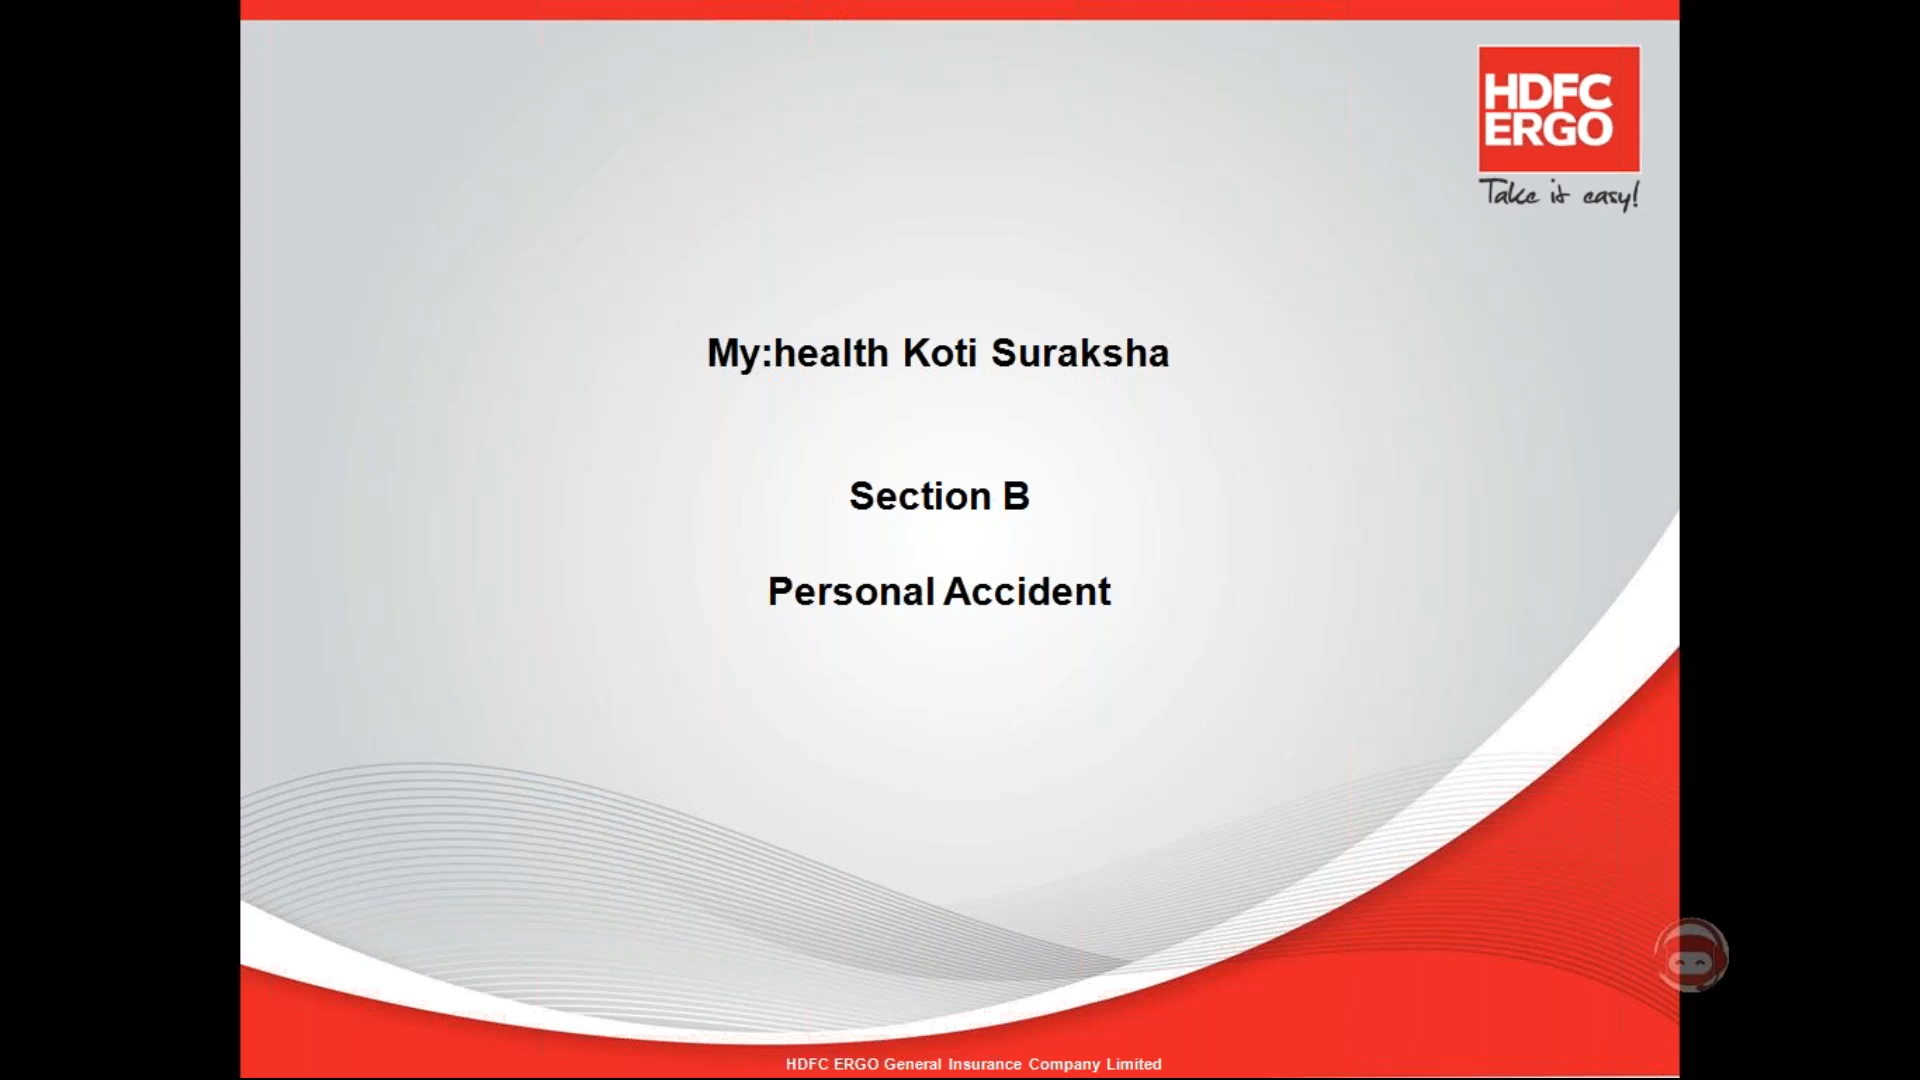 HDFC
ERGO
Take it easy!
My:health Koti Suraksha
Section B
Personal Accident
HDFC ERGO General Insurance Company Limited